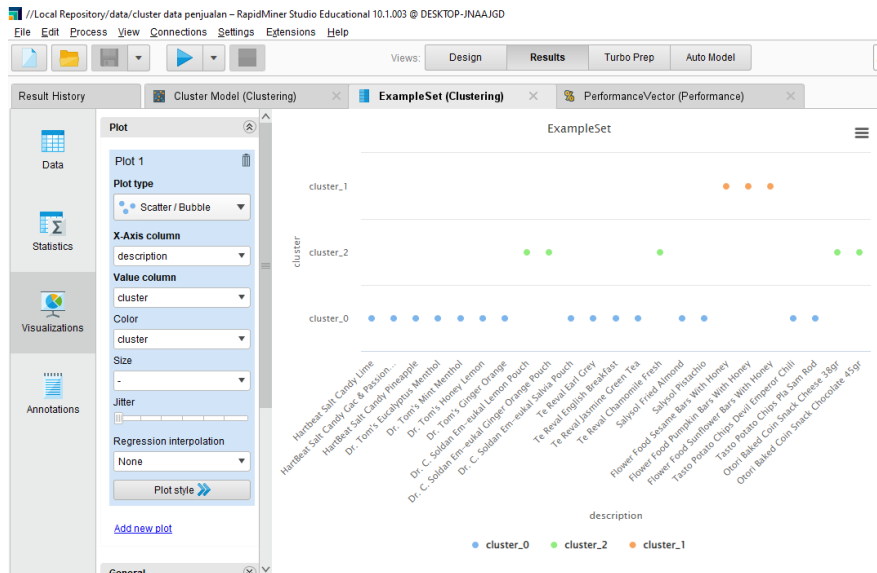 //Local Repository/data/cluster data penjualan – RapidMiner Studio Educational 10.1.003 @ DESKTOP-JNAAJGD
File Edit Process View Connections Settings Extensions Help
Views: Design Results Turbo Prep Auto Model
Result History Cluster Model (Clustering) ExampleSet (Clustering) PerformanceVector (Performance)
Data
Statistics
Visualizations
Annotations
Plot
Plot 1
Plot type
Scatter / Bubble
X-Axis column
description
Value column
cluster
Color
cluster
Size
-
Jitter
Regression interpolation
None
Plot style
Add new plot
General
ExampleSet
cluster
cluster_1
cluster_2
cluster_0
Hartbeat Salt Candy Lime
HartBeat Salt Candy Gac & Passion...
HartBeat Salt Candy Pineapple
Dr. Tom's Eucalyptus Menthol
Dr. Tom's Mint Menthol
Dr. Tom's Honey Lemon
Dr. Tom's Ginger Orange
Dr. C. Soldan Em-eukal Lemon Pouch
Dr. C. Soldan Em-eukal Ginger Orange Pouch
Dr. C. Soldan Em-eukal Salvia Pouch
Te Reval Earl Grey
Te Reval English Breakfast
Te Reval Jasmine Green Tea
Te Reval Chamomile Fresh
Salysol Fried Almond
Salysol Pistachio
Flower Food Sesame Bars With Honey
Flower Food Pumpkin Bars With Honey
Flower Food Sunflower Bars With Honey
Tasto Potato Chips Devil Emperor Chili
Tasto Potato Chips Pla Sam Rod
Otori Baked Coin Snack Cheese 38gr
Otori Baked Coin Snack Chocolate 45gr
description
cluster_0 cluster_2 cluster_1